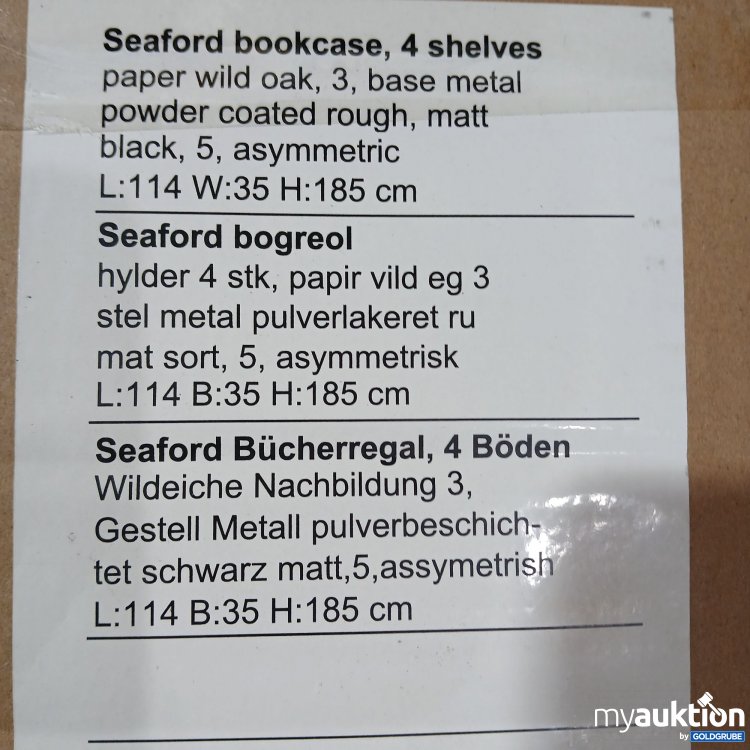 Seaford bookcase, 4 shelves
paper wild oak, 3, base metal
powder coated rough, matt
black, 5, asymmetric
L:114 W:35 H:185 cm
Seaford bogreol
hylder 4 stk, papir vild eg 3
stel metal pulverlakeret ru
mat sort, 5, asymmetrisk
L:114 B:35 H:185 cm
Seaford Bücherregal, 4 Böden
Wildeiche Nachbildung 3,
Gestell Metall pulverbeschich-
tet schwarz matt,5,assymetrish
L:114 B:35 H:185 cm
myauktion
by GOLDGRUBE